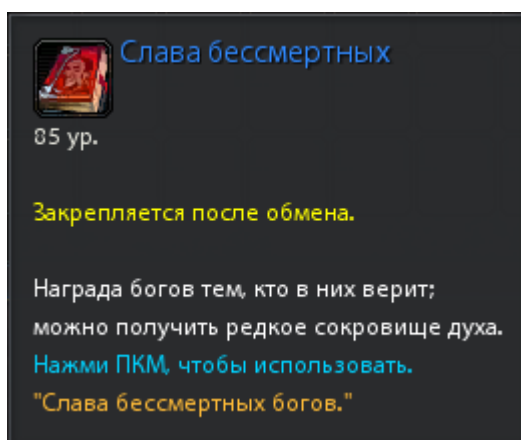 Слава бессмертных
85 ур.
Закрепляется после обмена.
Награда богов тем, кто в них верит;
можно получить редкое сокровище духа.
Нажми ПКМ, чтобы использовать.
"Слава бессмертных богов."